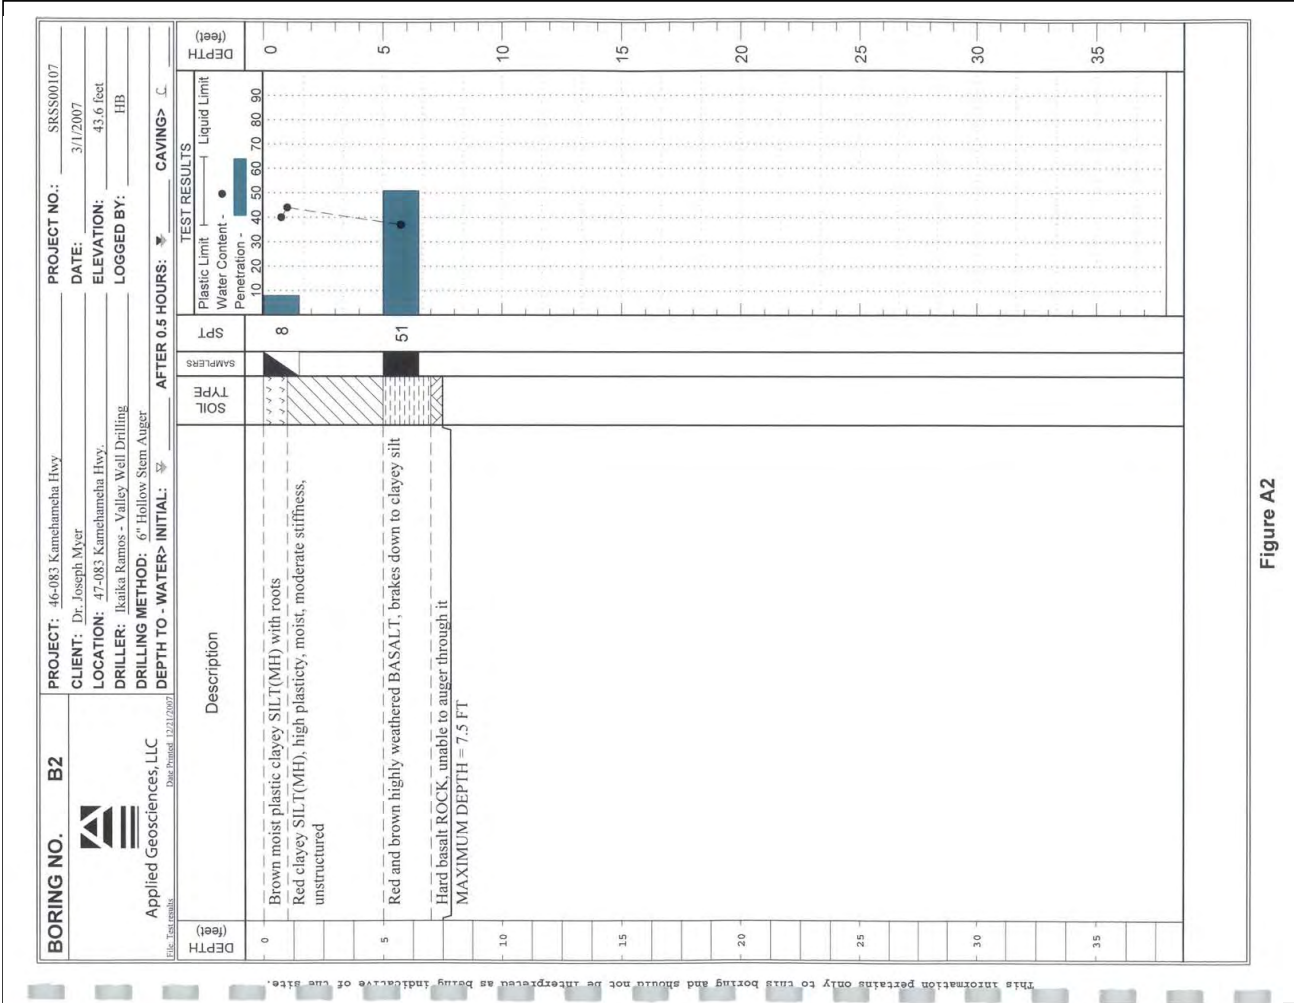 BORING NO. B2
Applied Geosciences, LLC
File: Test results Date Printed: 12/21/2007
PROJECT: 46-083 Kamehameha Hwy PROJECT NO.: SRSS00107
CLIENT: Dr. Joseph Myer DATE: 3/1/2007
LOCATION: 47-083 Kamehameha Hwy. ELEVATION: 43.6 feet
DRILLER: Ikaika Ramos - Valley Well Drilling LOGGED BY: HB
DRILLING METHOD: 6" Hollow Stem Auger
DEPTH TO - WATER> INITIAL: AFTER 0.5 HOURS: CAVING> C
DEPTH
(feet)
Description
SOIL
TYPE
SAMPLERS
SPT
TEST RESULTS
Plastic Limit Liquid Limit
Water Content -
Penetration -
10 20 30 40 50 60 70 80 90
DEPTH
(feet)
0
Brown moist plastic clayey SILT(MH) with roots
8
0
Red clayey SILT(MH), high plasticty, moist, moderate stiffness,
unstructured
5
Red and brown highly weathered BASALT, brakes down to clayey silt
51
5
Hard basalt ROCK, unable to auger through it
MAXIMUM DEPTH = 7.5 FT
10 10
15 15
20 20
25 25
30 30
35 35
This information pertains only to this boring and should not be interpreted as being indicative of the site.
Figure A2